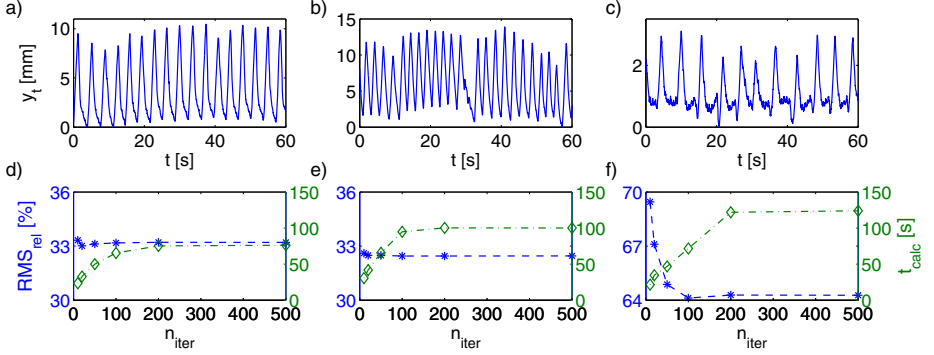 a) b) c)
10 15
5 10 2
5
0 0 0
0 20 40 60 0 20 40 60 0 20 40 60
y_t [mm]
t [s] t [s] t [s]
d) e) f)
36 150 36 150 70 150
33 100 33 100 67 100
50 50 50
30 0 30 0 64 0
0 100 200 300 400 500 0 100 200 300 400 500 0 100 200 300 400 500
RMS_rel [%]
t_calc [s]
n_iter n_iter n_iter